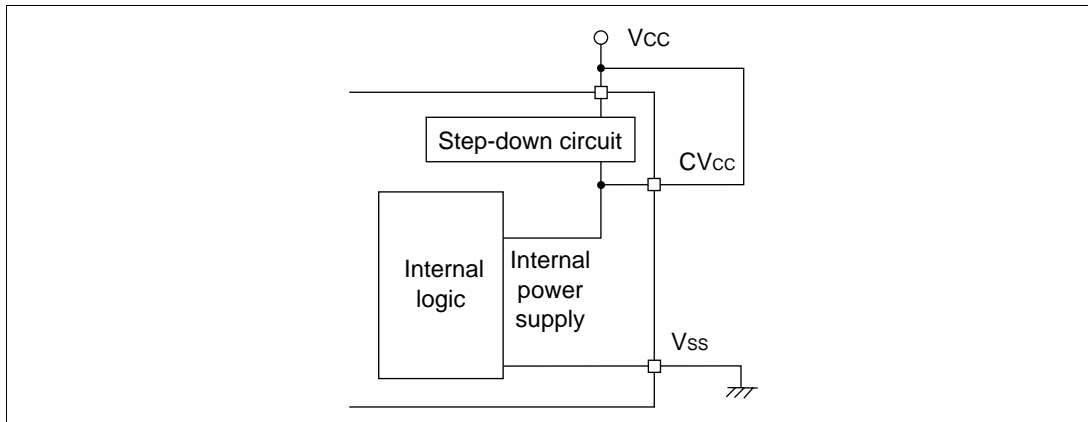 Vcc
Step-down circuit
CVcc
Internal
logic
Internal
power
supply
Vss